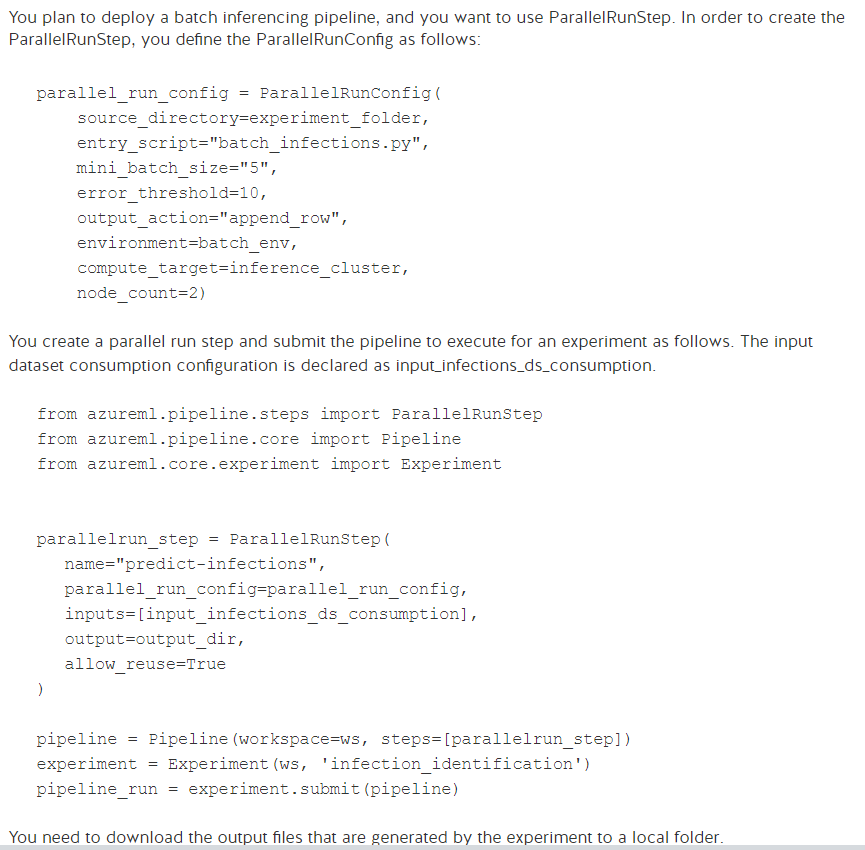 You plan to deploy a batch inferencing pipeline, and you want to use ParallelRunStep. In order to create the
ParallelRunStep, you define the ParallelRunConfig as follows:
parallel_run_config = ParallelRunConfig(
source_directory=experiment_folder,
entry_script="batch_infections.py",
mini_batch_size="5",
error_threshold=10,
output_action="append_row",
environment=batch_env,
compute_target=inference_cluster,
node_count=2)
You create a parallel run step and submit the pipeline to execute for an experiment as follows. The input
dataset consumption configuration is declared as input_infections_ds_consumption.
from azureml.pipeline.steps import ParallelRunStep
from azureml.pipeline.core import Pipeline
from azureml.core.experiment import Experiment
parallelrun_step = ParallelRunStep(
name="predict-infections",
parallel_run_config=parallel_run_config,
inputs=[input_infections_ds_consumption],
output=output_dir,
allow_reuse=True
)
pipeline = Pipeline(workspace=ws, steps=[parallelrun_step])
experiment = Experiment(ws, 'infection_identification')
pipeline_run = experiment.submit(pipeline)
You need to download the output files that are generated by the experiment to a local folder.